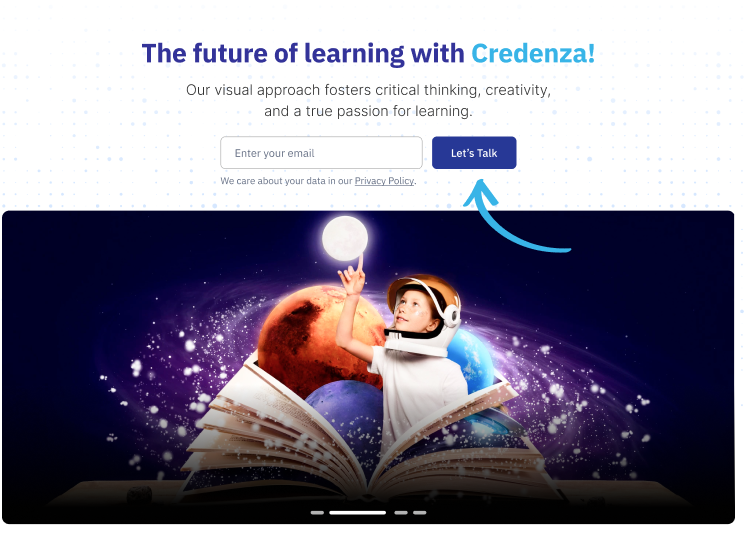 The future of learning with Credenza!
Our visual approach fosters critical thinking, creativity,
and a true passion for learning.
Enter your email
Let's Talk
We care about your data in our Privacy Policy.